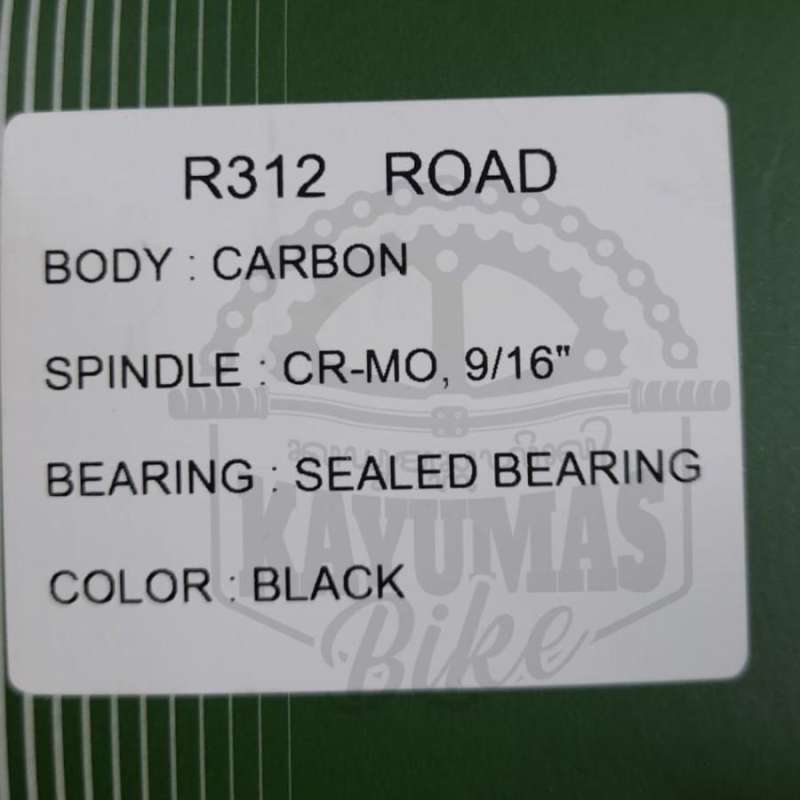 R312 ROAD
BODY : CARBON
SPINDLE : CR-MO, 9/16"
BEARING : SEALED BEARING
KAYUMAS
COLOR : BLACK
Bike